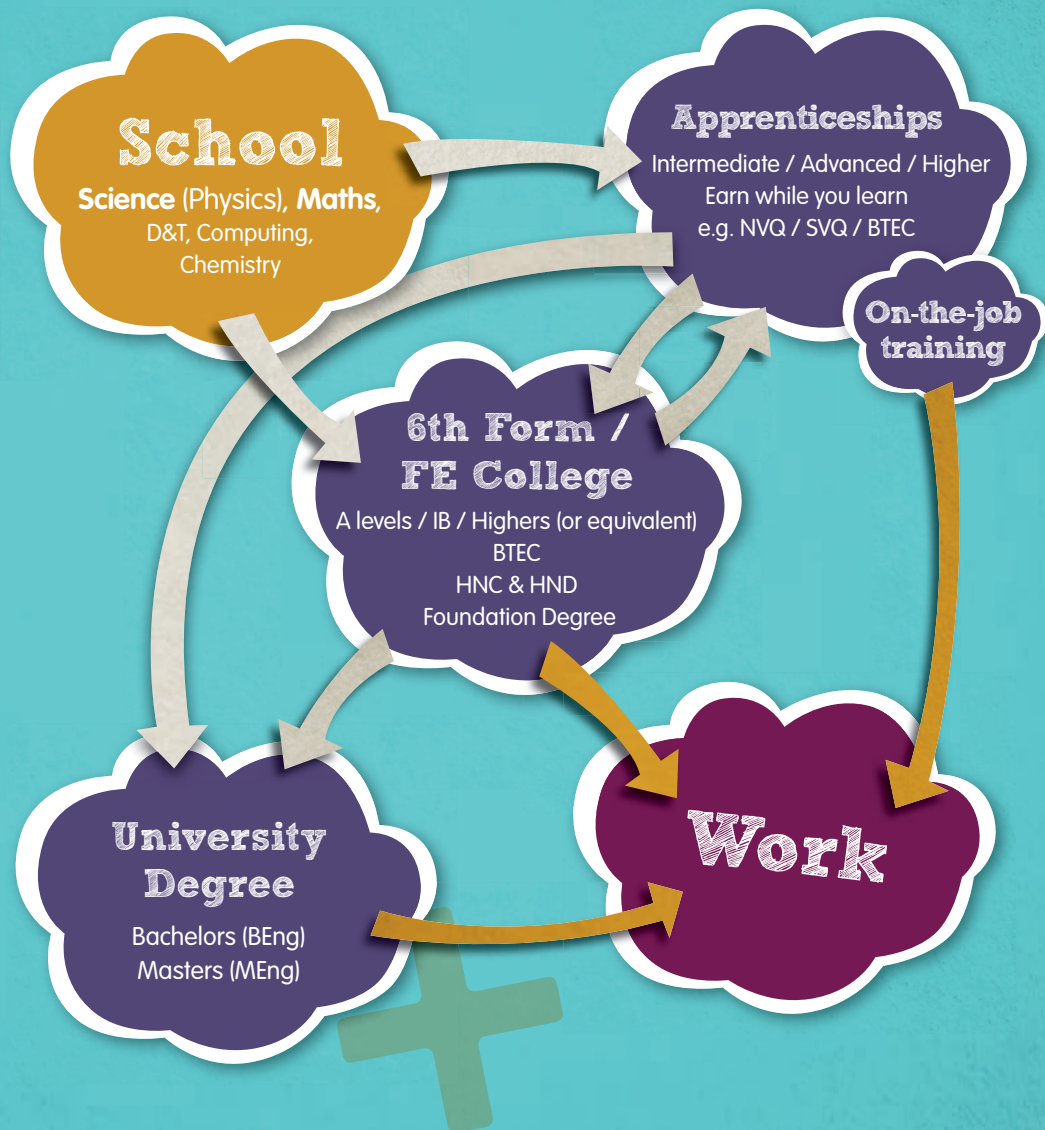 School
Science (Physics), Maths,
D&T, Computing,
Chemistry
Apprenticeships
Intermediate / Advanced / Higher
Earn while you learn
e.g. NVQ / SVQ / BTEC
On-the-job
training
6th Form /
FE College
A levels / IB / Highers (or equivalent)
BTEC
HNC & HND
Foundation Degree
University
Degree
Bachelors (BEng)
Masters (MEng)
Work